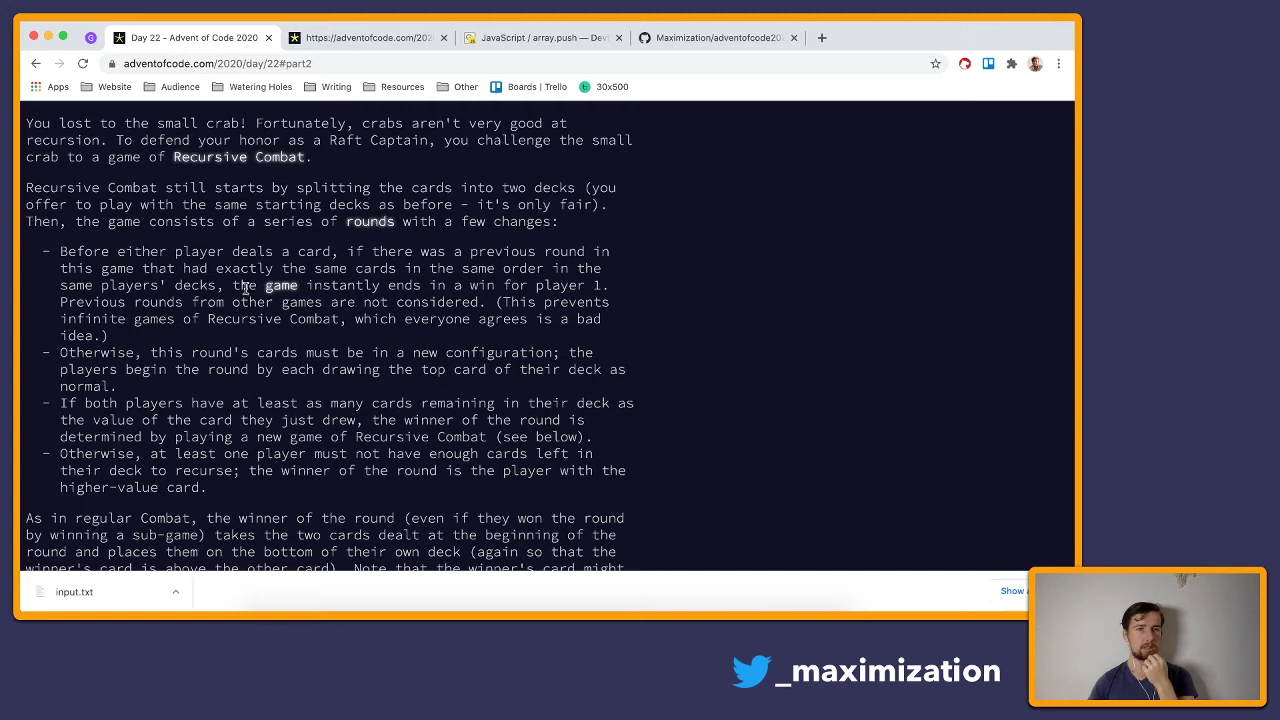 Day 22 - Advent of Code 2020
https://adventofcode.com/202
JavaScript / array.push — Dev
Maximization/adventofcode202
adventofcode.com/2020/day/22#part2
Apps Website Audience Watering Holes Writing Resources Other Boards | Trello 30x500
You lost to the small crab! Fortunately, crabs aren't very good at
recursion. To defend your honor as a Raft Captain, you challenge the small
crab to a game of Recursive Combat.
Recursive Combat still starts by splitting the cards into two decks (you
offer to play with the same starting decks as before - it's only fair).
Then, the game consists of a series of rounds with a few changes:
- Before either player deals a card, if there was a previous round in
this game that had exactly the same cards in the same order in the
same players' decks, the game instantly ends in a win for player 1.
Previous rounds from other games are not considered. (This prevents
infinite games of Recursive Combat, which everyone agrees is a bad
idea.)
- Otherwise, this round's cards must be in a new configuration; the
players begin the round by each drawing the top card of their deck as
normal.
- If both players have at least as many cards remaining in their deck as
the value of the card they just drew, the winner of the round is
determined by playing a new game of Recursive Combat (see below).
- Otherwise, at least one player must not have enough cards left in
their deck to recurse; the winner of the round is the player with the
higher-value card.
As in regular Combat, the winner of the round (even if they won the round
by winning a sub-game) takes the two cards dealt at the beginning of the
round and places them on the bottom of their own deck (again so that the
winner's card is above the other card). Note that the winner's card might
input.txt
Show
_maximization